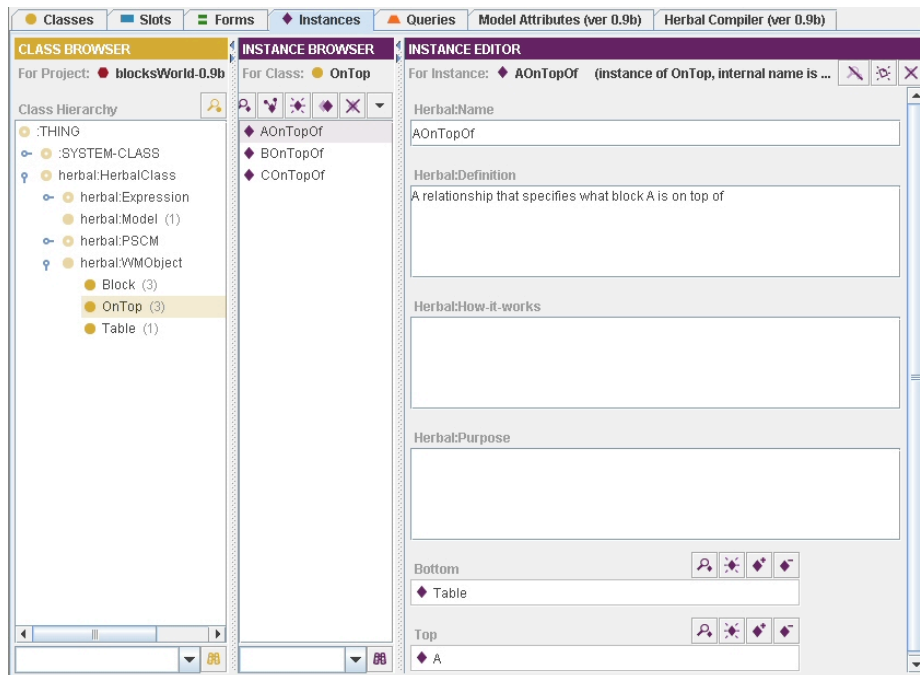 Classes Slots Forms Instances Queries Model Attributes (ver 0.9b) Herbal Compiler (ver 0.9b)
CLASS BROWSER
For Project: blocksWorld-0.9b
Class Hierarchy
:THING
:SYSTEM-CLASS
herbal:HerbalClass
herbal:Expression
herbal:Model (1)
herbal:PSCM
herbal:WMObject
Block (3)
OnTop (3)
Table (1)
INSTANCE BROWSER
For Class: OnTop
AOnTopOf
BOnTopOf
COnTopOf
INSTANCE EDITOR
For Instance: AOnTopOf (instance of OnTop, internal name is ...
Herbal:Name
AOnTopOf
Herbal:Definition
A relationship that specifies what block A is on top of
Herbal:How-it-works
Herbal:Purpose
Bottom
Table
Top
A